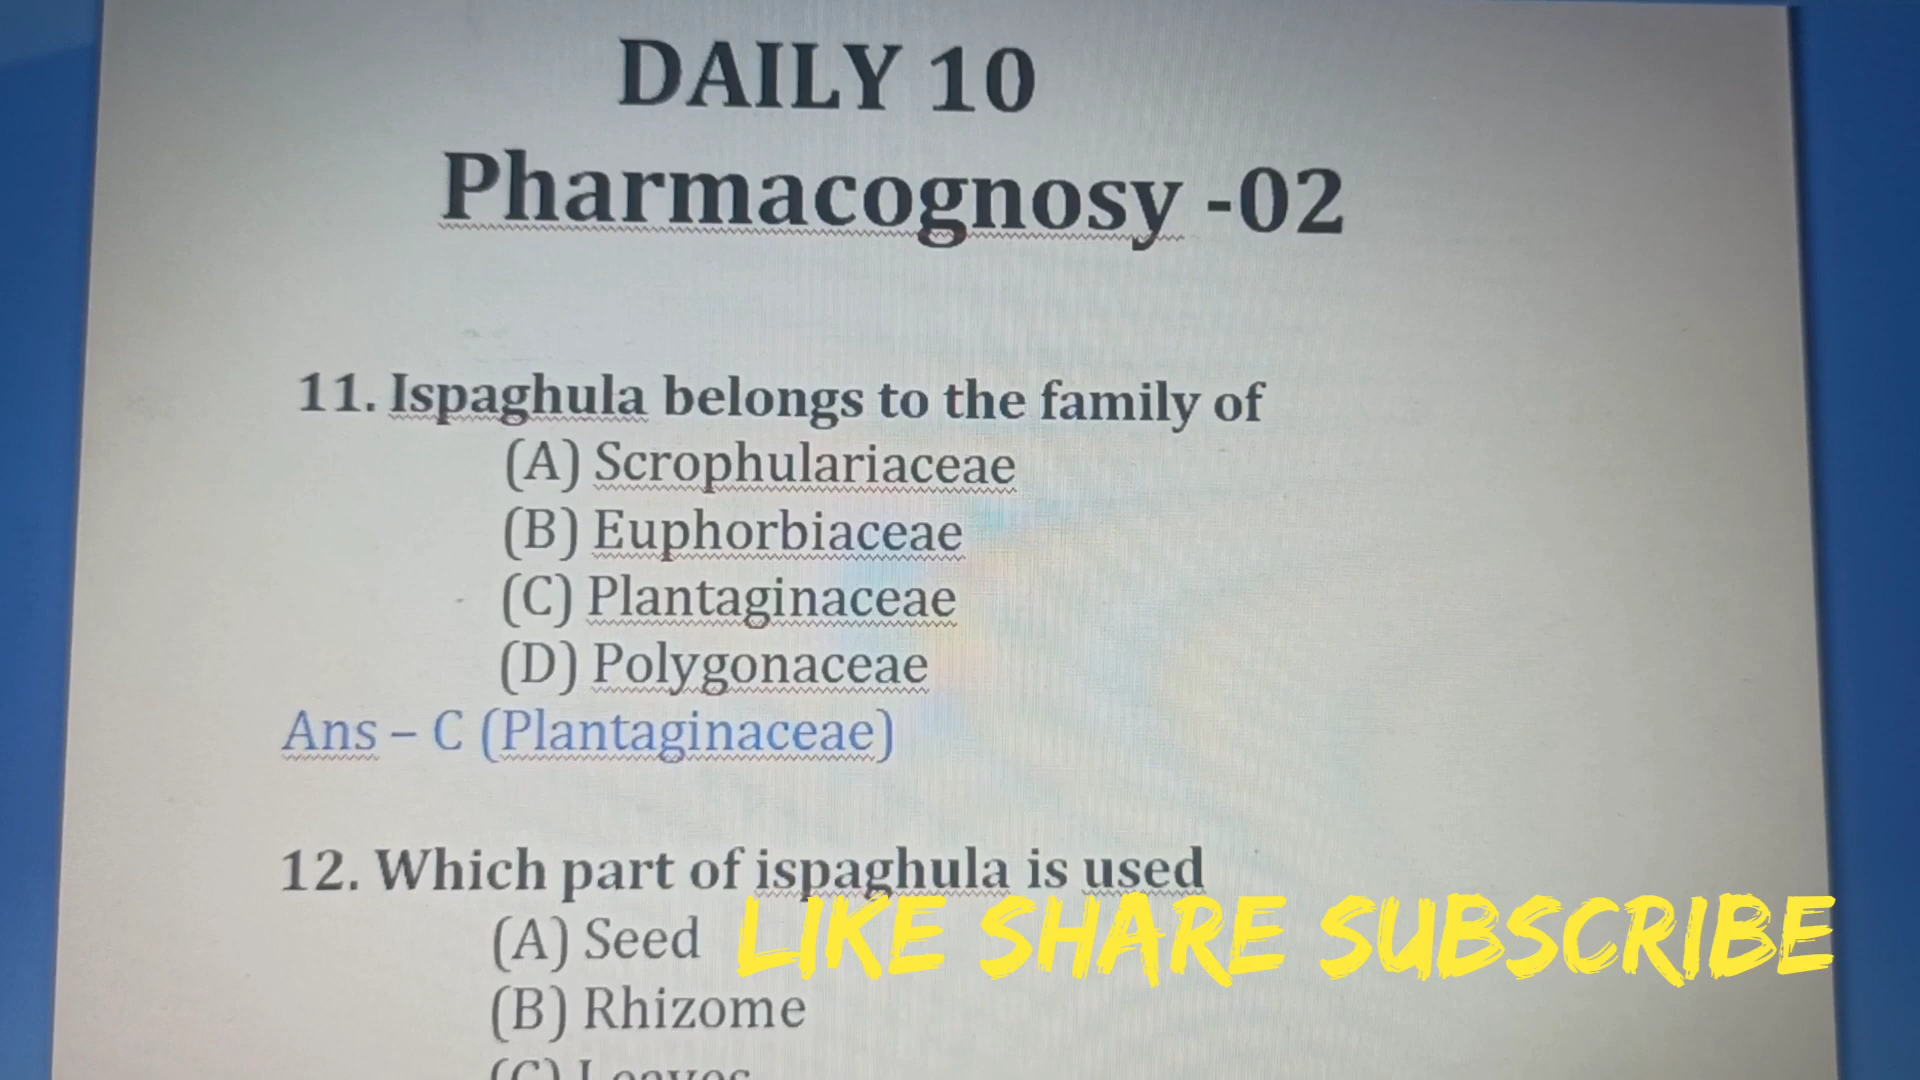 DAILY 10
Pharmacognosy -02
11. Ispaghula belongs to the family of
(A) Scrophulariaceae
(B) Euphorbiaceae
(C) Plantaginaceae
(D) Polygonaceae
Ans – C (Plantaginaceae)
12. Which part of ispaghula is used
(A) Seed
LIKE SHARE SUBSCRIBE
(B) Rhizome
(C) Leaves